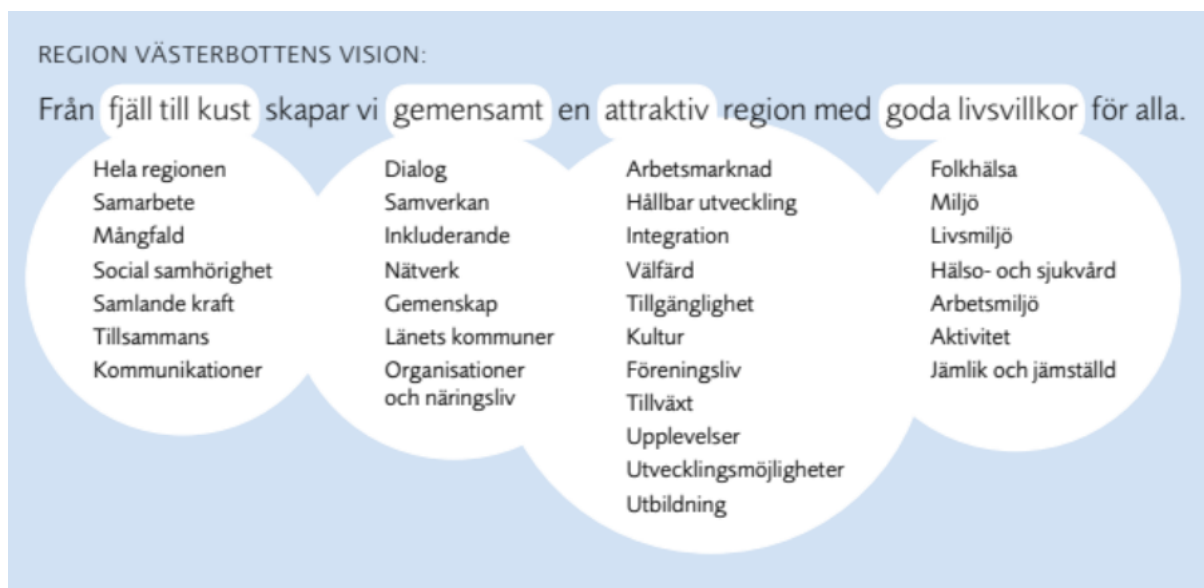 REGION VÄSTERBOTTENS VISION:
Från fjäll till kust skapar vi gemensamt en attraktiv region med goda livsvillkor för alla.
Hela regionen
Samarbete
Mångfald
Social samhörighet
Samlande kraft
Tillsammans
Kommunikationer
Dialog
Samverkan
Inkluderande
Nätverk
Gemenskap
Länets kommuner
Organisationer
och näringsliv
Arbetsmarknad
Hållbar utveckling
Integration
Välfärd
Tillgänglighet
Kultur
Föreningsliv
Tillväxt
Upplevelser
Utvecklingsmöjligheter
Utbildning
Folkhälsa
Miljö
Livsmiljö
Hälso- och sjukvård
Arbetsmiljö
Aktivitet
Jämlik och jämställd